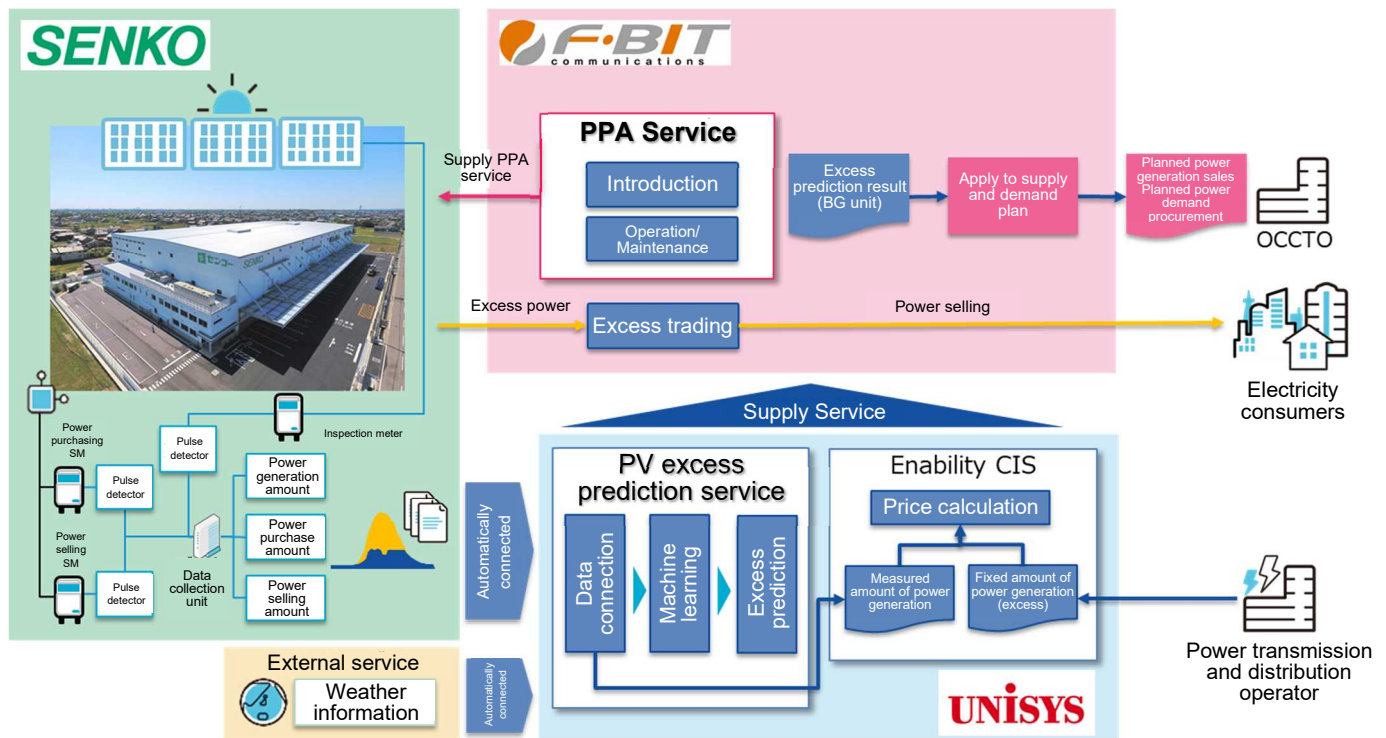 SENKO
F·BIT
communications
PPA Service
Introduction
Operation/
Maintenance
Supply PPA
service
Excess
prediction result
(BG unit)
Apply to supply
and demand
plan
Planned power
generation sales
Planned power
demand
procurement
OCCTO
センコー
SENKO
Excess power
Excess trading
Power selling
Electricity
consumers
Supply Service
Power
purchasing
SM
Pulse
detector
Inspection meter
Pulse
detector
Power
generation
amount
Power
purchase
amount
Power
selling
SM
Pulse
detector
Data
collection
unit
Power
selling
amount
Automatically
connected
PV excess
prediction service
Data
connection
Machine
learning
Excess
prediction
Enability CIS
Price calculation
Measured
amount of power
generation
Fixed amount of
power generation
(excess)
Power transmission
and distribution
operator
External service
Weather
information
Automatically
connected
UNISYS